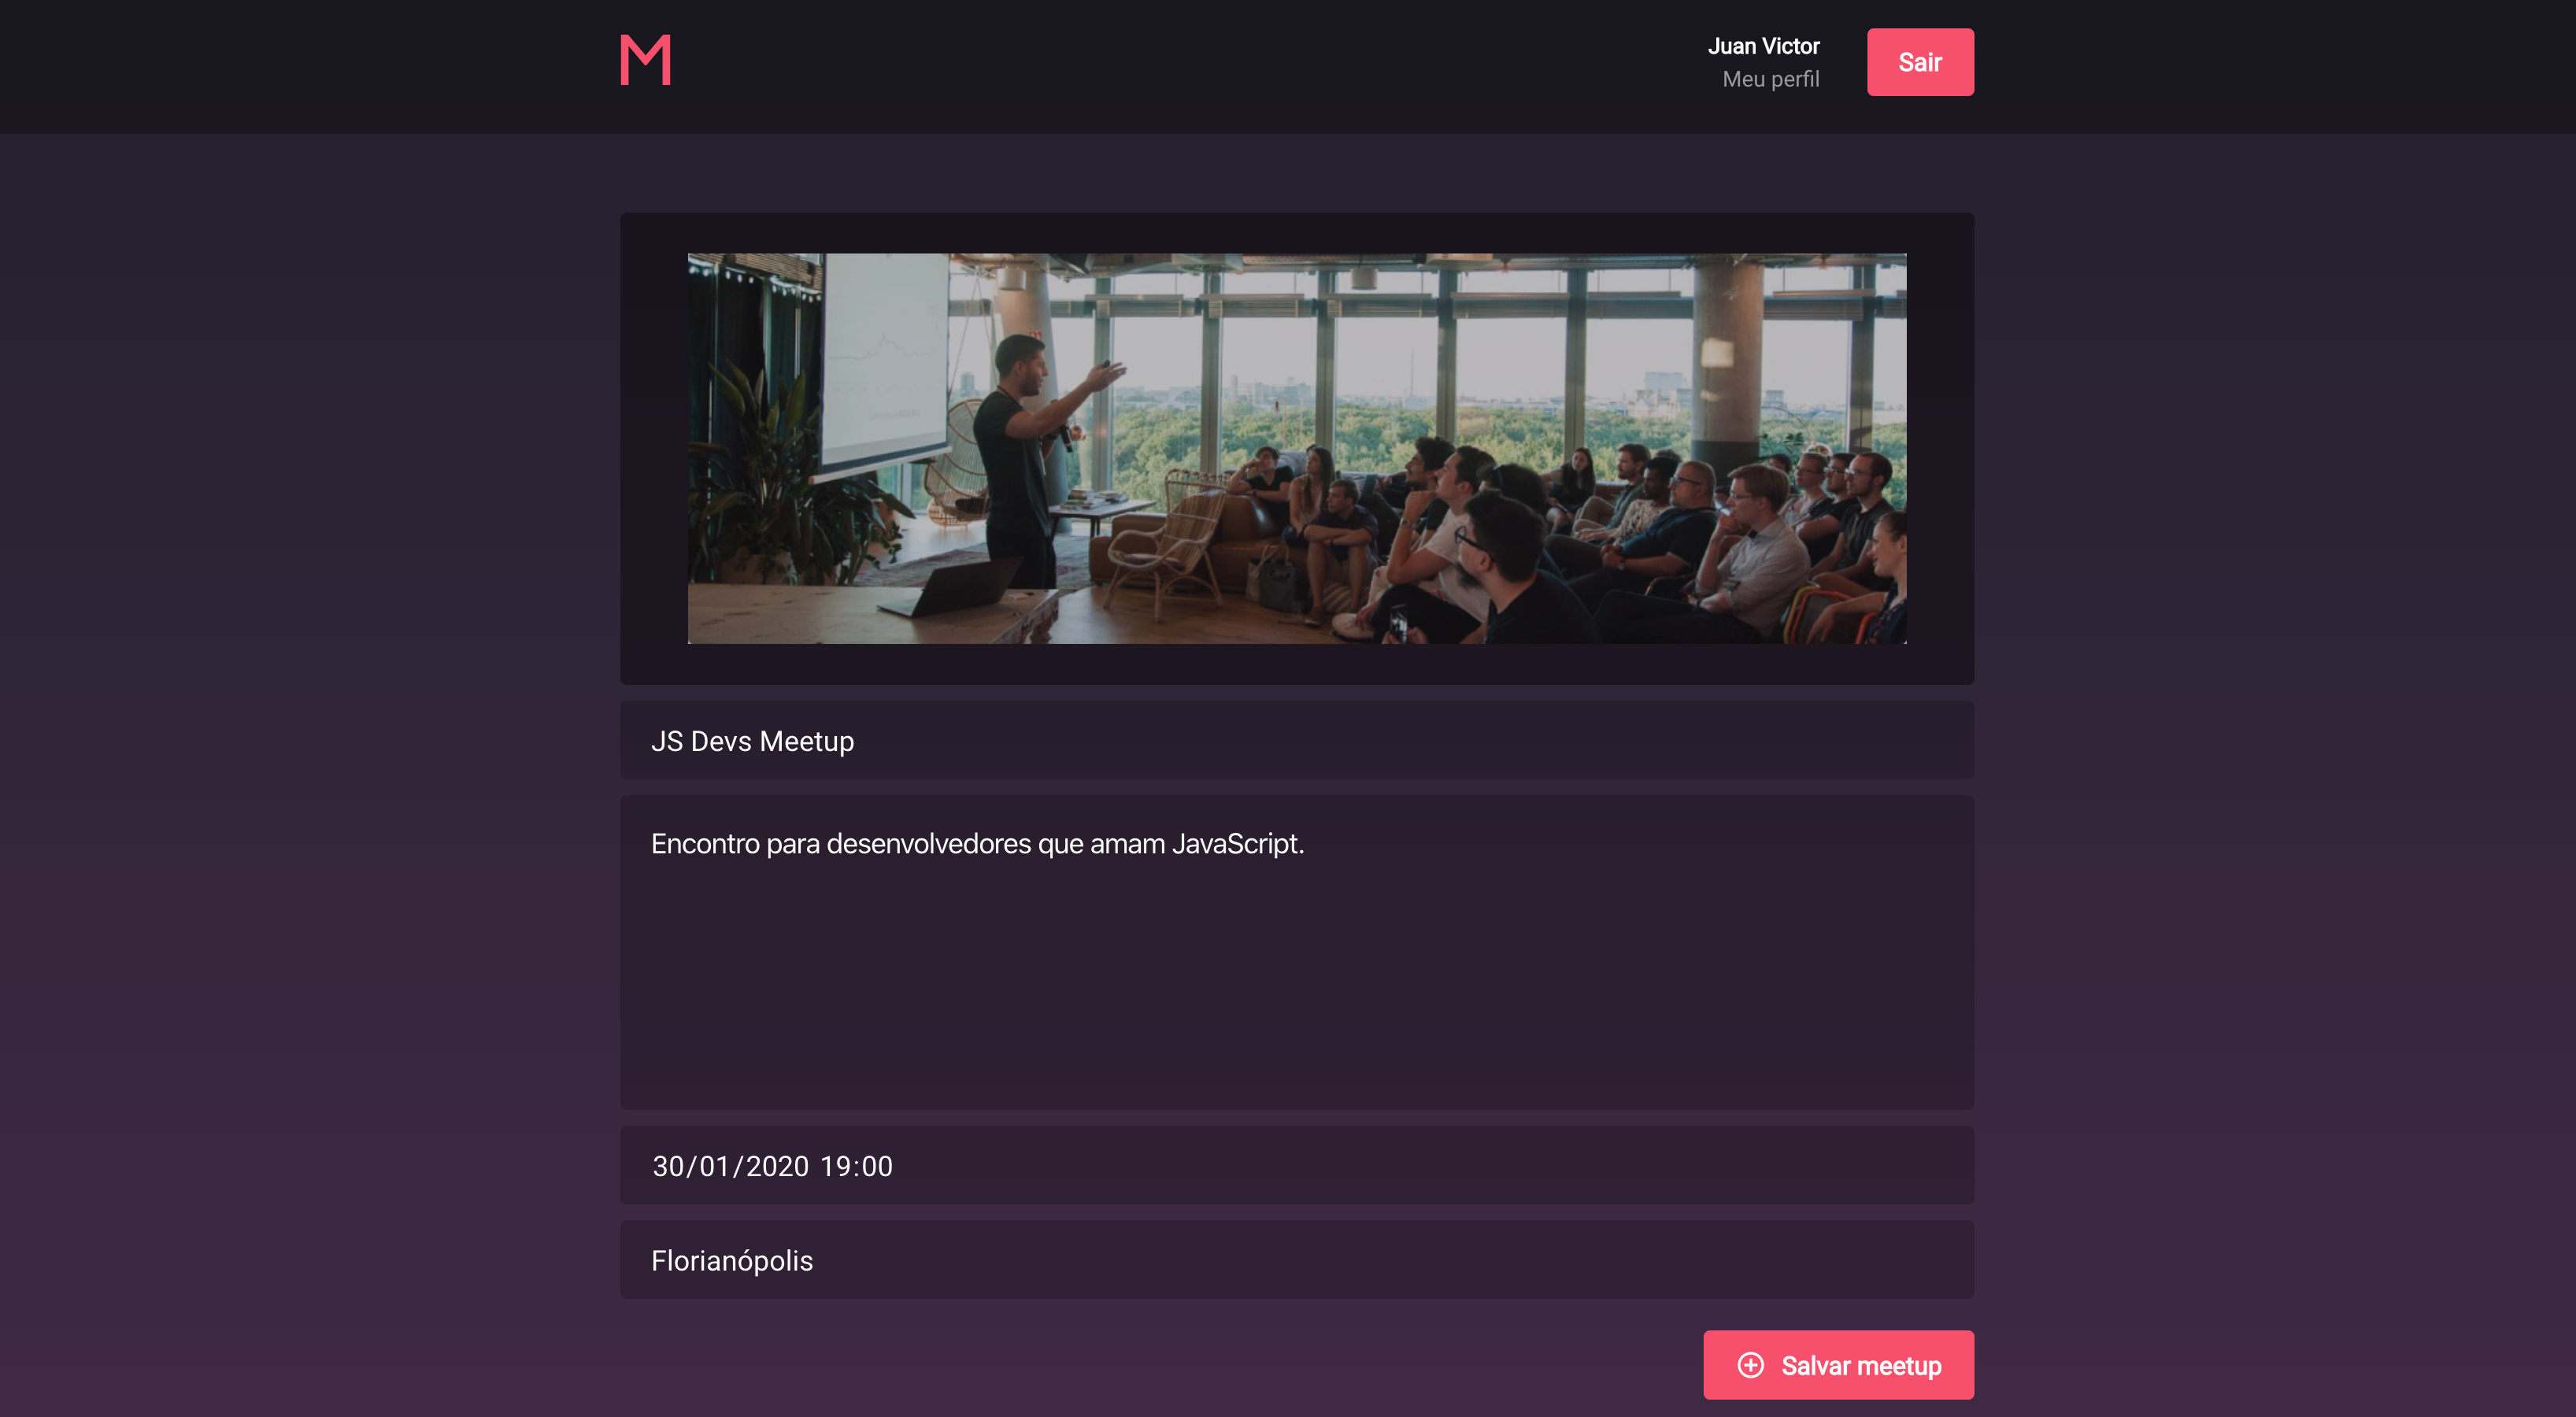 M
Juan Victor
Meu perfil
Sair
JS Devs Meetup
Encontro para desenvolvedores que amam JavaScript.
30/01/2020 19:00
Florianópolis
Salvar meetup